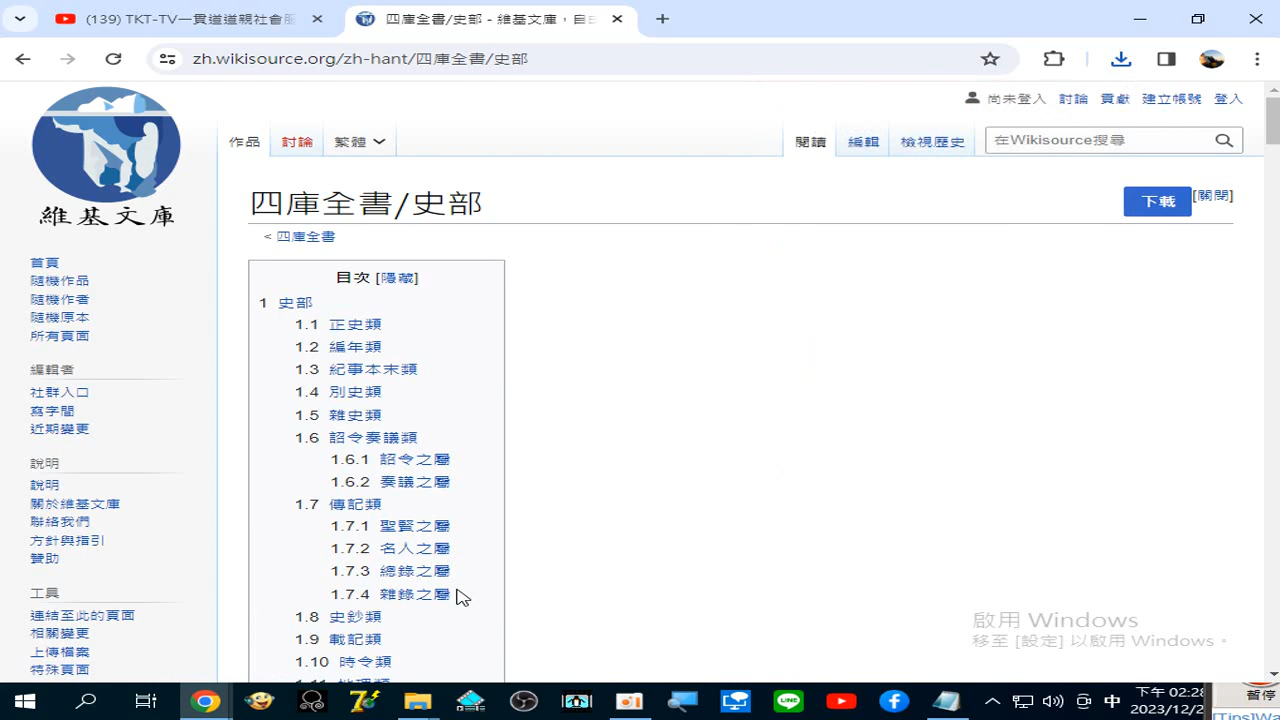 (139) TKT-TV一貫道道親社會服
四庫全書/史部 - 維基文庫，自
zh.wikisource.org/zh-hant/四庫全書/史部
尚未登入 討論 貢獻 建立帳號 登入
作品 討論 繁體 閱讀 編輯 檢視歷史 在Wikisource搜尋
維基文庫
四庫全書/史部
下載 [關閉]
< 四庫全書
首頁
隨機作品
隨機作者
隨機原本
所有頁面
編輯者
社群入口
寫字間
近期變更
說明
說明
關於維基文庫
聯絡我們
方針與指引
贊助
工具
連結至此的頁面
相關變更
上傳檔案
特殊頁面
目次 [隱藏]
1 史部
1.1 正史類
1.2 編年類
1.3 紀事本末類
1.4 別史類
1.5 雜史類
1.6 詔令奏議類
1.6.1 詔令之屬
1.6.2 奏議之屬
1.7 傳記類
1.7.1 聖賢之屬
1.7.2 名人之屬
1.7.3 總錄之屬
1.7.4 雜錄之屬
1.8 史鈔類
1.9 載記類
1.10 時令類
1.11 地理類
啟用 Windows
移至 [設定] 以啟用 Windows。
中
下午 02:28
2023/12/2
暫停
[Tips]Wa